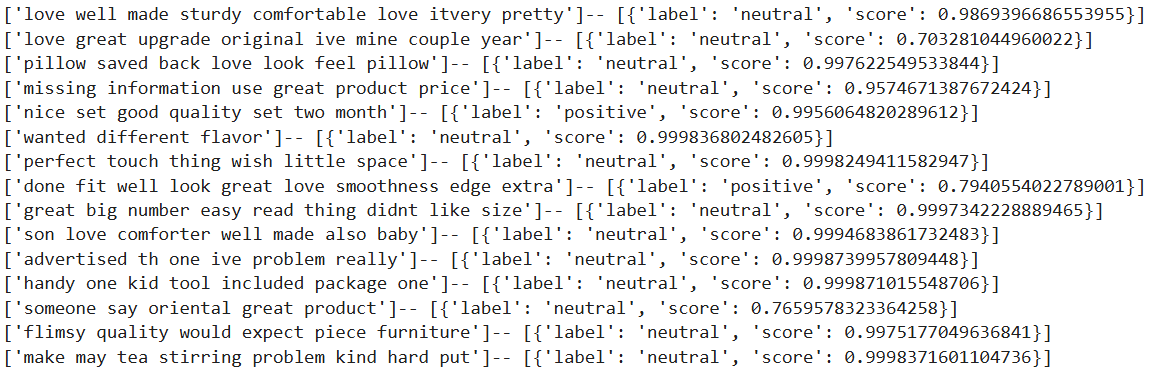 ['love well made sturdy comfortable love itvery pretty']-- [{'label': 'neutral', 'score': 0.9869396686553955}]
['love great upgrade original ive mine couple year']-- [{'label': 'neutral', 'score': 0.703281044960022}]
['pillow saved back love look feel pillow']-- [{'label': 'neutral', 'score': 0.997622549533844}]
['missing information use great product price']-- [{'label': 'neutral', 'score': 0.9574671387672424}]
['nice set good quality set two month']-- [{'label': 'positive', 'score': 0.9956064820289612}]
['wanted different flavor']-- [{'label': 'neutral', 'score': 0.999836802482605}]
['perfect touch thing wish little space']-- [{'label': 'neutral', 'score': 0.9998249411582947}]
['done fit well look great love smoothness edge extra']-- [{'label': 'positive', 'score': 0.7940554022789001}]
['great big number easy read thing didnt like size']-- [{'label': 'neutral', 'score': 0.9997342228889465}]
['son love comforter well made also baby']-- [{'label': 'neutral', 'score': 0.9994683861732483}]
['advertised th one ive problem really']-- [{'label': 'neutral', 'score': 0.9998739957809448}]
['handy one kid tool included package one']-- [{'label': 'neutral', 'score': 0.999871015548706}]
['someone say oriental great product']-- [{'label': 'neutral', 'score': 0.7659578323364258}]
['flimsy quality would expect piece furniture']-- [{'label': 'neutral', 'score': 0.9975177049636841}]
['make may tea stirring problem kind hard put']-- [{'label': 'neutral', 'score': 0.9998371601104736}]